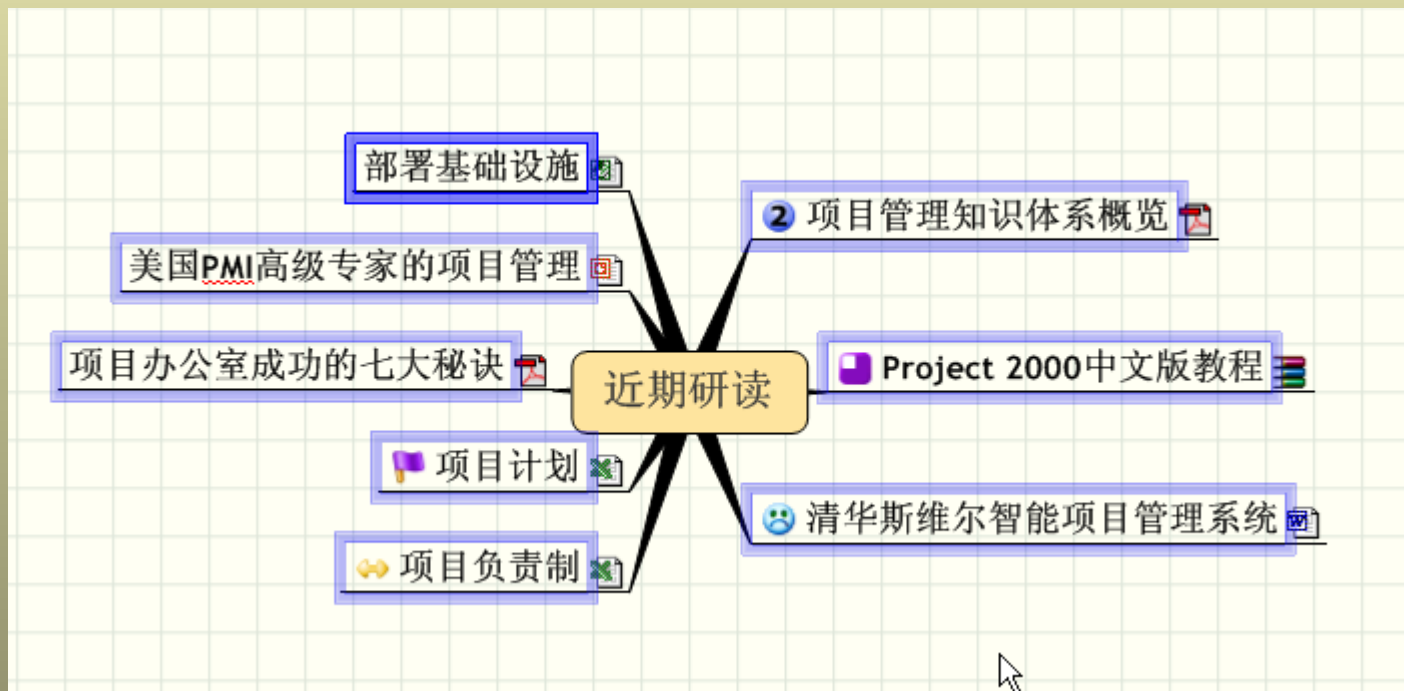 部署基础设施
美国PMI高级专家的项目管理
项目办公室成功的七大秘诀
项目计划
项目负责制
近期研读
2 项目管理知识体系概览
Project 2000中文版教程
清华斯维尔智能项目管理系统